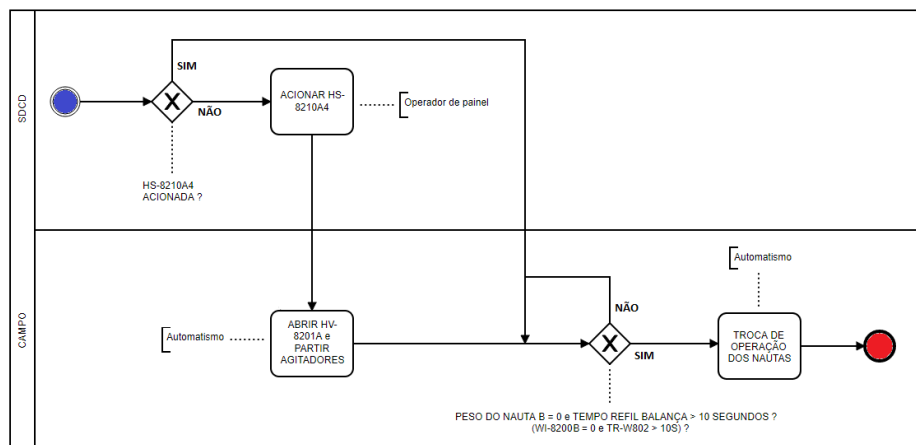 SDCD
SIM
NÃO
ACIONAR HS-
8210A4
Operador de painel
HS-8210A4
ACIONADA ?
CAMPO
Automatismo
ABRIR HV-
8201A e
PARTIR
AGITADORES
NÃO
SIM
Automatismo
TROCA DE
OPERAÇÃO
DOS NAUTAS
PESO DO NAUTA B = 0 e TEMPO REFIL BALANÇA > 10 SEGUNDOS ?
(WI-8200B = 0 e TR-W802 > 10S) ?